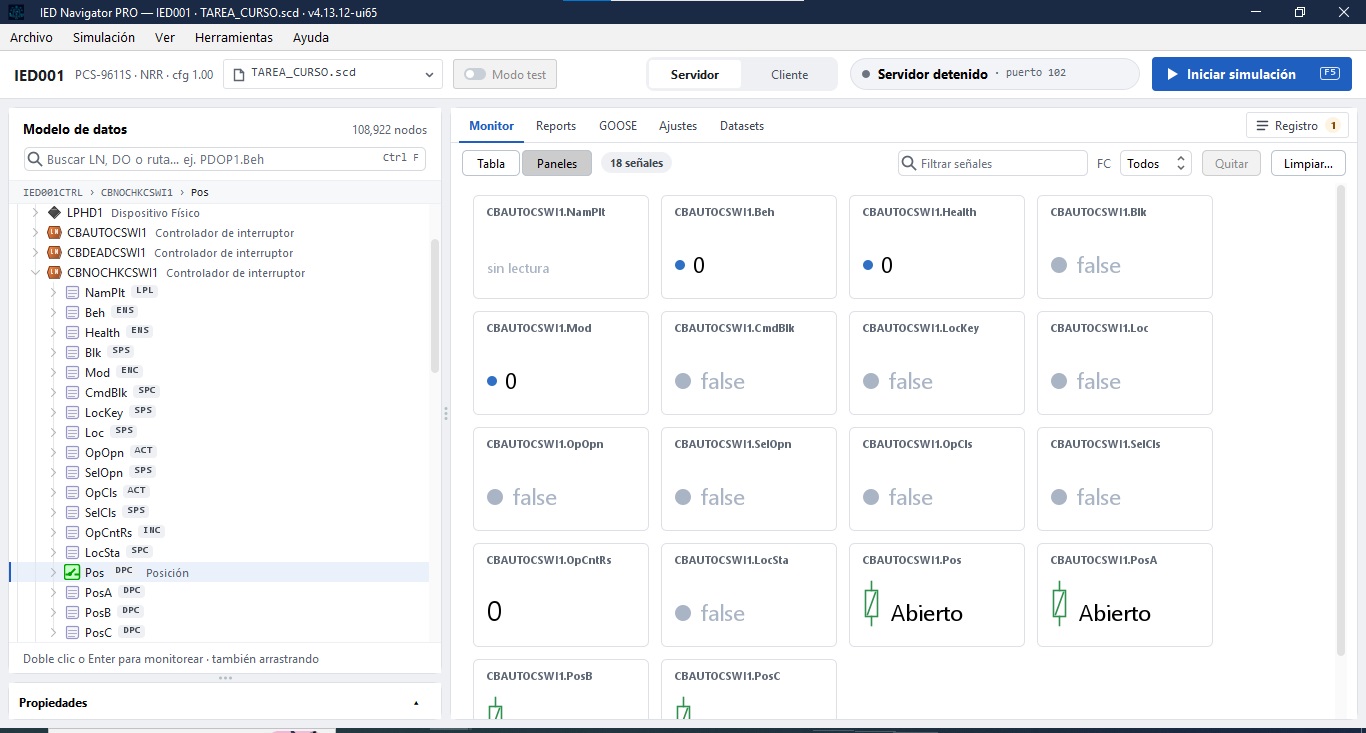 IED Navigator PRO — IED001 · TAREA_CURSO.scd · v4.13.12-ui65
Archivo Simulación Ver Herramientas Ayuda
IED001 PCS-9611S · NRR · cfg 1.00 TAREA_CURSO.scd Modo test Servidor Cliente Servidor detenido · puerto 102 Iniciar simulación F5
Modelo de datos 108,922 nodos
Buscar LN, DO o ruta... ej. PDOP1.Beh Ctrl F
IED001CTRL › CBNOCHKCSWI1 › Pos
LPHD1 Dispositivo Físico
LN CBAUTOCSWI1 Controlador de interruptor
LN CBDEADCSWI1 Controlador de interruptor
LN CBNOCHKCSWI1 Controlador de interruptor
NamPlt LPL
Beh ENS
Health ENS
Blk SPS
Mod ENC
CmdBlk SPC
LocKey SPS
Loc SPS
OpOpn ACT
SelOpn SPS
OpCls ACT
SelCls SPS
OpCntRs INC
LocSta SPC
Pos DPC Posición
PosA DPC
PosB DPC
PosC DPC
Doble clic o Enter para monitorear · también arrastrando
Propiedades
Monitor Reports GOOSE Ajustes Datasets Registro 1
Tabla Paneles 18 señales Filtrar señales FC Todos Quitar Limpiar...
CBAUTOCSWI1.NamPlt CBAUTOCSWI1.Beh CBAUTOCSWI1.Health CBAUTOCSWI1.Blk
sin lectura 0 0 false
CBAUTOCSWI1.Mod CBAUTOCSWI1.CmdBlk CBAUTOCSWI1.LocKey CBAUTOCSWI1.Loc
0 false false false
CBAUTOCSWI1.OpOpn CBAUTOCSWI1.SelOpn CBAUTOCSWI1.OpCls CBAUTOCSWI1.SelCls
false false false false
CBAUTOCSWI1.OpCntRs CBAUTOCSWI1.LocSta CBAUTOCSWI1.Pos CBAUTOCSWI1.PosA
0 false Abierto Abierto
CBAUTOCSWI1.PosB CBAUTOCSWI1.PosC